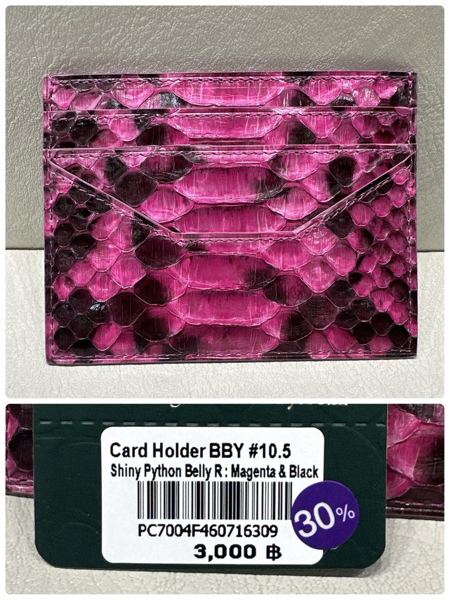 Card Holder BBY #10.5
Shiny Python Belly R : Magenta & Black
PC7004F460716309
30%
3,000 ฿